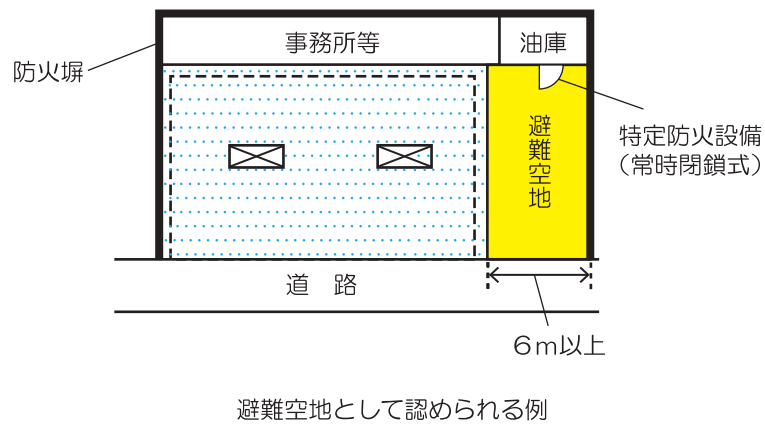 事務所等
油庫
防火塀
避難空地
特定防火設備
（常時閉鎖式）
道　路
６ｍ以上
避難空地として認められる例